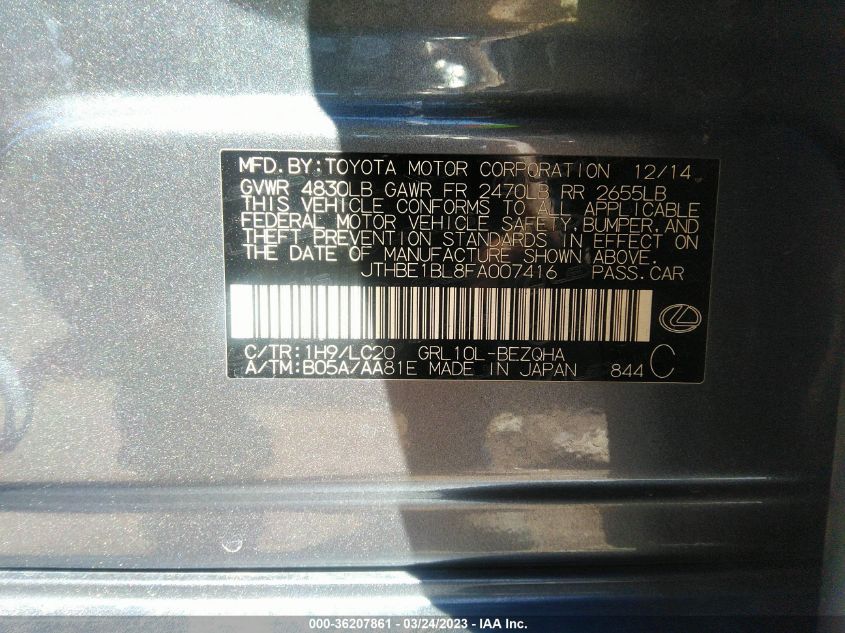 MFD.BY:TOYOTA MOTOR CORPORATION 12/14
GVWR 4830LB GAWR FR 2470LB RR 2655LB
THIS VEHICLE CONFORMS TO ALL APPLICABLE
FEDERAL MOTOR VEHICLE SAFETY,BUMPER,AND
THEFT PREVENTION STANDARDS IN EFFECT ON
THE DATE OF MANUFACTURE SHOWN ABOVE.
JTHBE1BL8FA007416 PASS.CAR
C/TR:1H9/LC20 GRL10L-BEZQHA
A/TM:B05A/AA81E MADE IN JAPAN 844 C
000-36207861 - 03/24/2023 - IAA Inc.